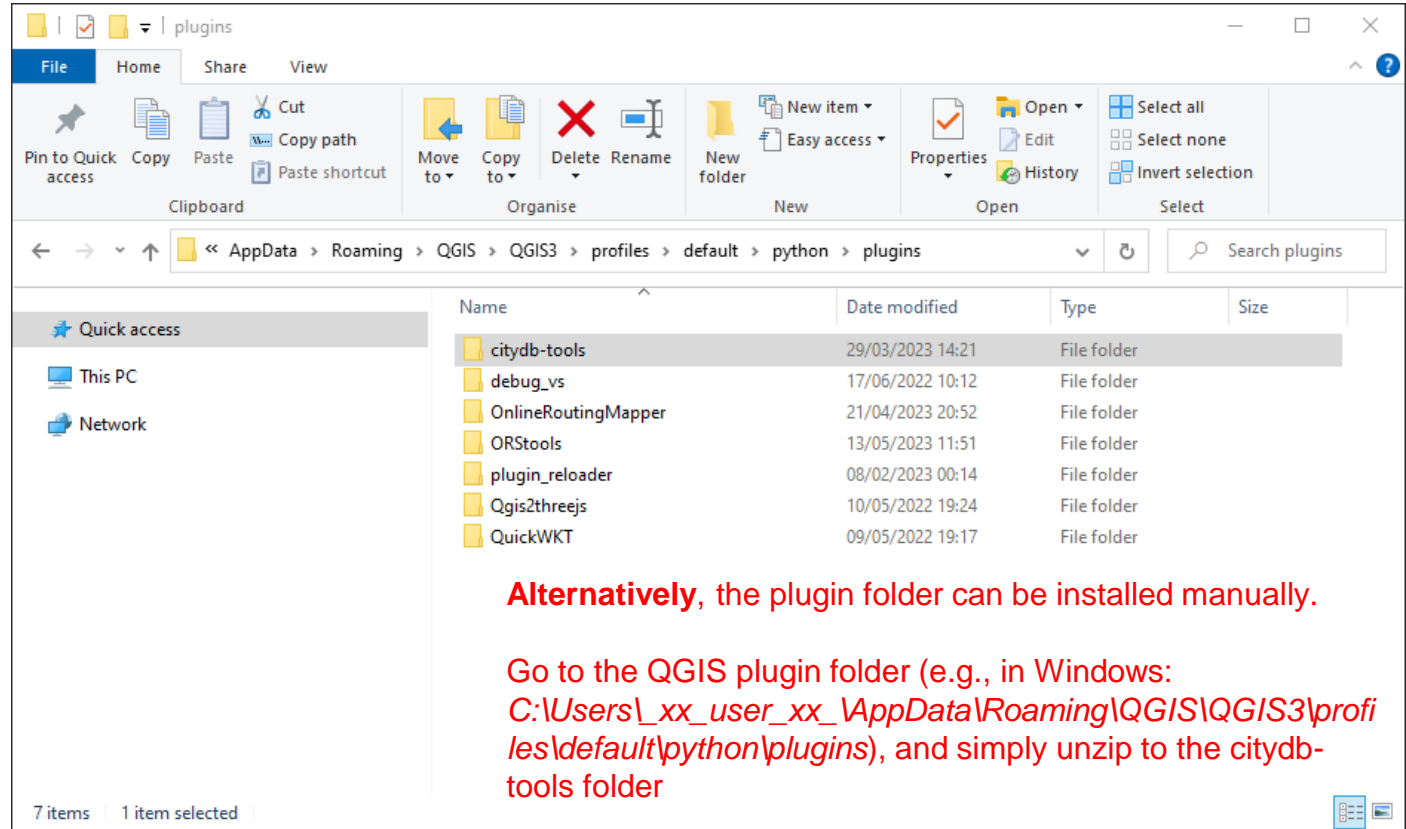 plugins
File Home Share View
Pin to Quick access
Copy
Paste
Cut
Copy path
Paste shortcut
Clipboard
Move to
Copy to
Delete
Rename
Organise
New folder
New item
Easy access
New
Properties
Open
Edit
History
Open
Select all
Select none
Invert selection
Select
« AppData > Roaming > QGIS > QGIS3 > profiles > default > python > plugins
Search plugins
Quick access
This PC
Network
Name Date modified Type Size
citydb-tools 29/03/2023 14:21 File folder
debug_vs 17/06/2022 10:12 File folder
OnlineRoutingMapper 21/04/2023 20:52 File folder
ORStools 13/05/2023 11:51 File folder
plugin_reloader 08/02/2023 00:14 File folder
Qgis2threejs 10/05/2022 19:24 File folder
QuickWKT 09/05/2022 19:17 File folder
Alternatively, the plugin folder can be installed manually.
Go to the QGIS plugin folder (e.g., in Windows:
C:\Users\_xx_user_xx_\AppData\Roaming\QGIS\QGIS3\profi
les\default\python\plugins), and simply unzip to the citydb-
tools folder
7 items 1 item selected